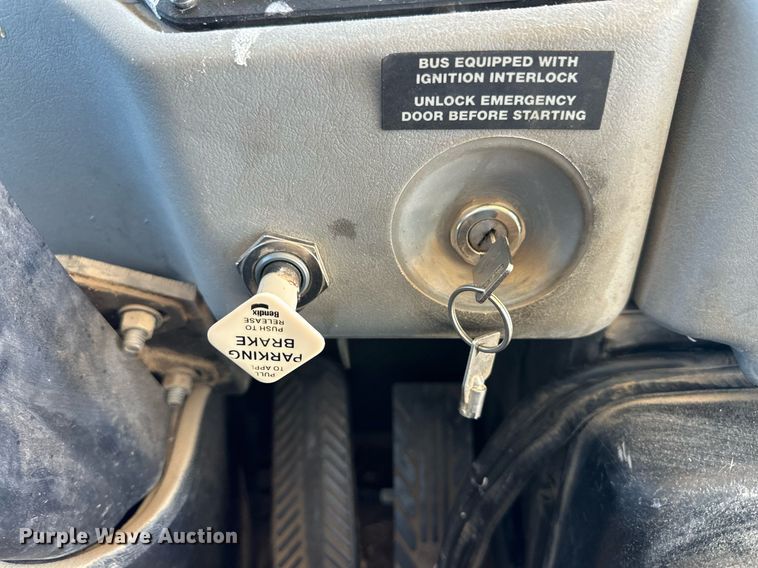 BUS EQUIPPED WITH
IGNITION INTERLOCK
UNLOCK EMERGENCY
DOOR BEFORE STARTING
PULL
TO APPLY
PARKING
BRAKE
PUSH TO
RELEASE
Bendix
Purple Wave Auction